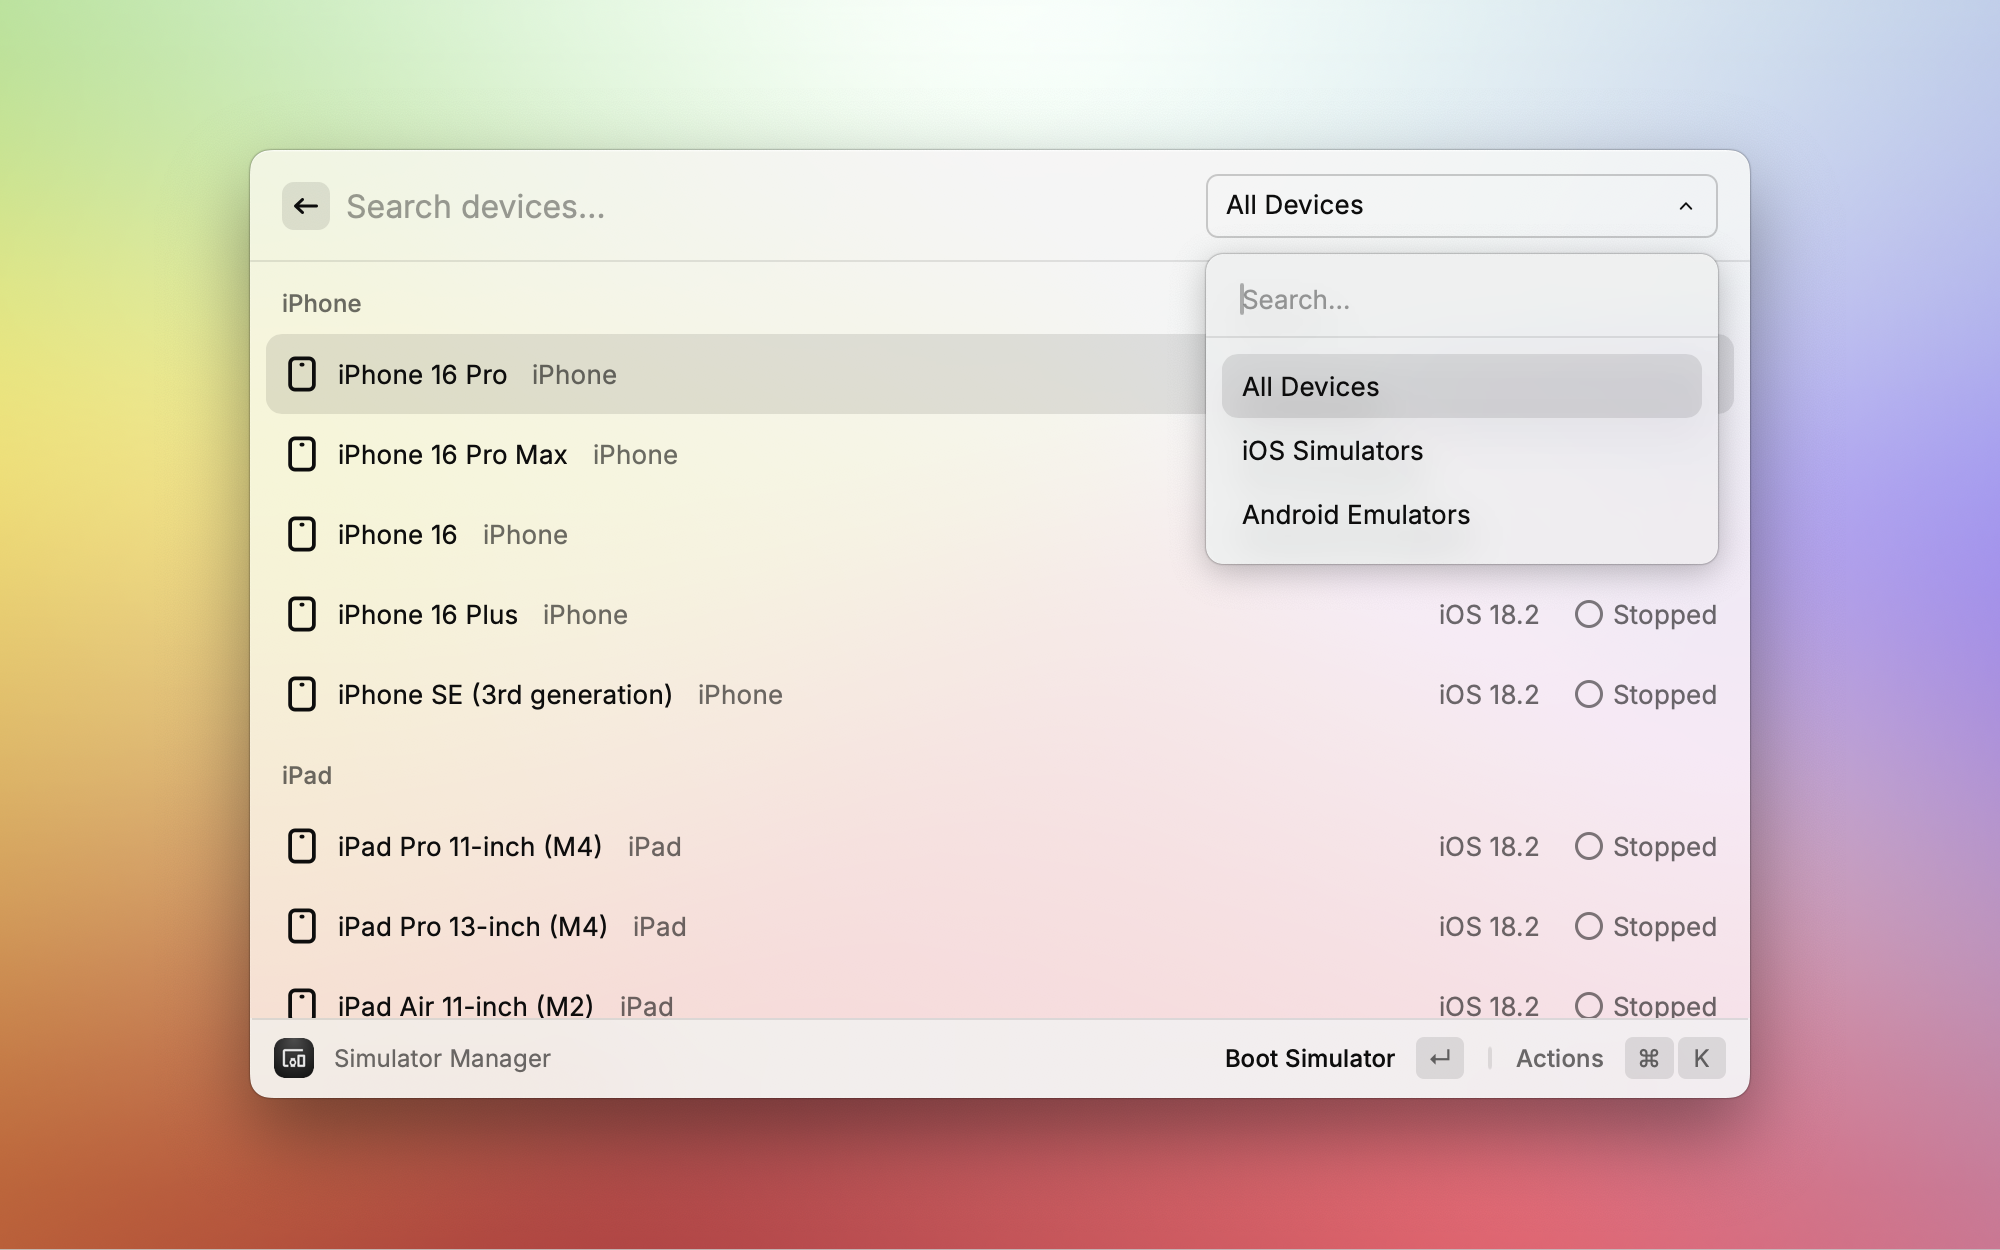 Search devices...
All Devices
Search...
All Devices
iOS Simulators
Android Emulators
iPhone
iPhone 16 Pro iPhone
iPhone 16 Pro Max iPhone
iPhone 16 iPhone
iPhone 16 Plus iPhone iOS 18.2 Stopped
iPhone SE (3rd generation) iPhone iOS 18.2 Stopped
iPad
iPad Pro 11-inch (M4) iPad iOS 18.2 Stopped
iPad Pro 13-inch (M4) iPad iOS 18.2 Stopped
iPad Air 11-inch (M2) iPad iOS 18.2 Stopped
Simulator Manager Boot Simulator ↵ Actions ⌘ K